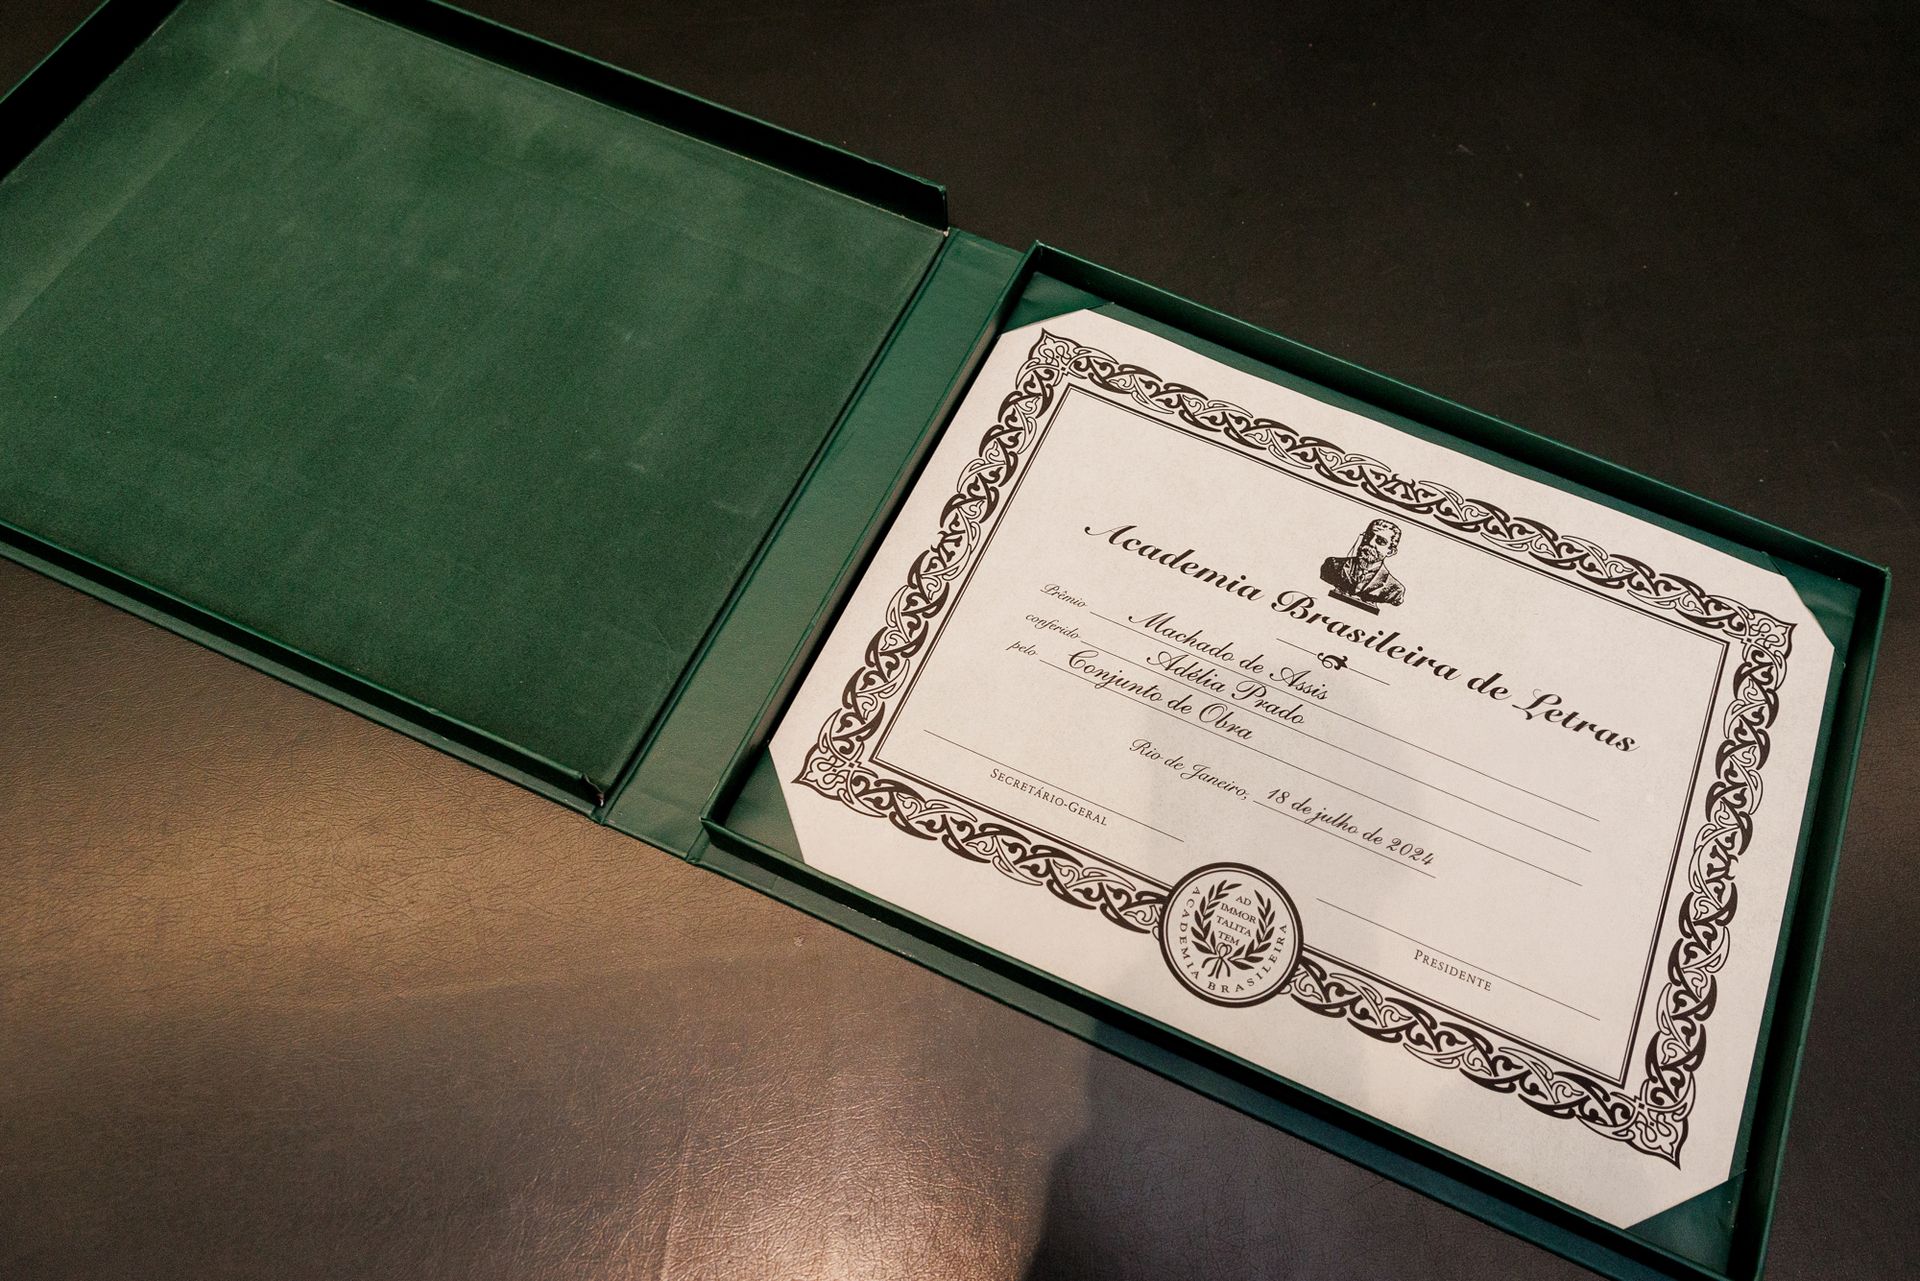 Academia Brasileira de Letras
Prêmio Machado de Assis
conferido Adélia Prado
pelo Conjunto de Obra
Rio de Janeiro, 18 de julho de 2024
SECRETÁRIO-GERAL
PRESIDENTE
AD
IMMOR
TALITA
TEM
ACADEMIA BRASILEIRA